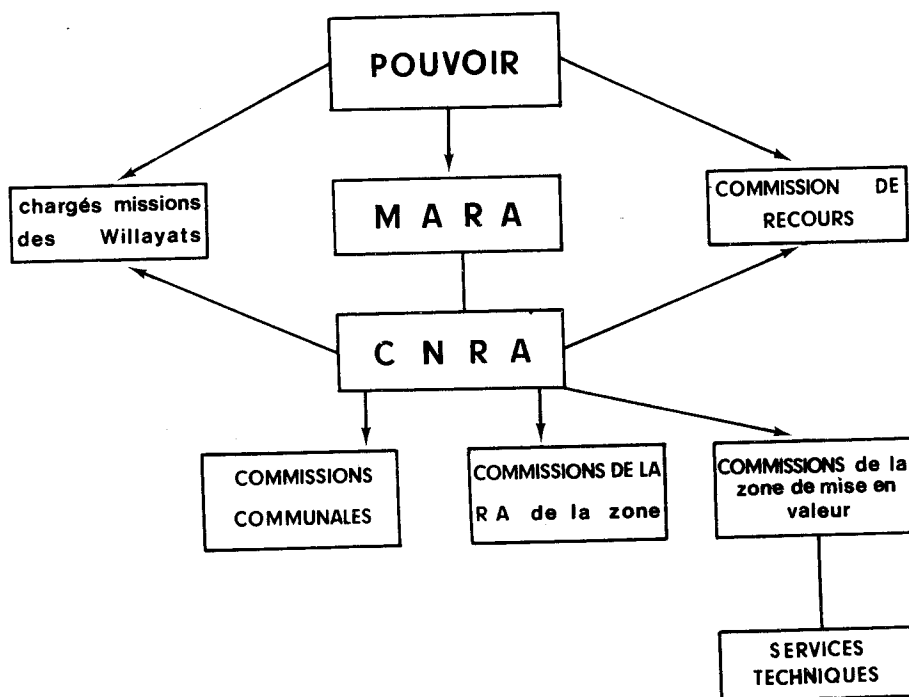 POUVOIR
chargés missions
des Willayats
M A R A
COMMISSION DE
RECOURS
C N R A
COMMISSIONS
COMMUNALES
COMMISSIONS DE LA
R A de la zone
COMMISSIONS de la
zone de mise en
valeur
SERVICES
TECHNIQUES